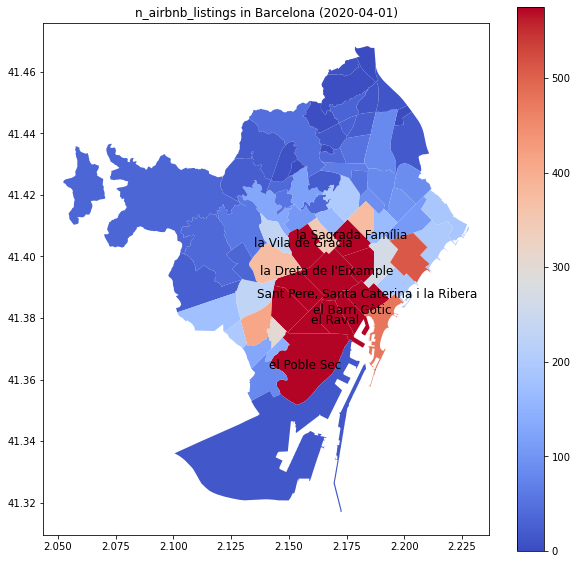 n_airbnb_listings in Barcelona (2020-04-01)
41.46
41.44
41.42
41.40
41.38
41.36
41.34
41.32
la Sagrada Família
la Vila de Gràcia
la Dreta de l'Eixample
Sant Pere, Santa Caterina i la Ribera
el Barri Gòtic
el Raval
el Poble Sec
2.050
2.075
2.100
2.125
2.150
2.175
2.200
2.225
500
400
300
200
100
0